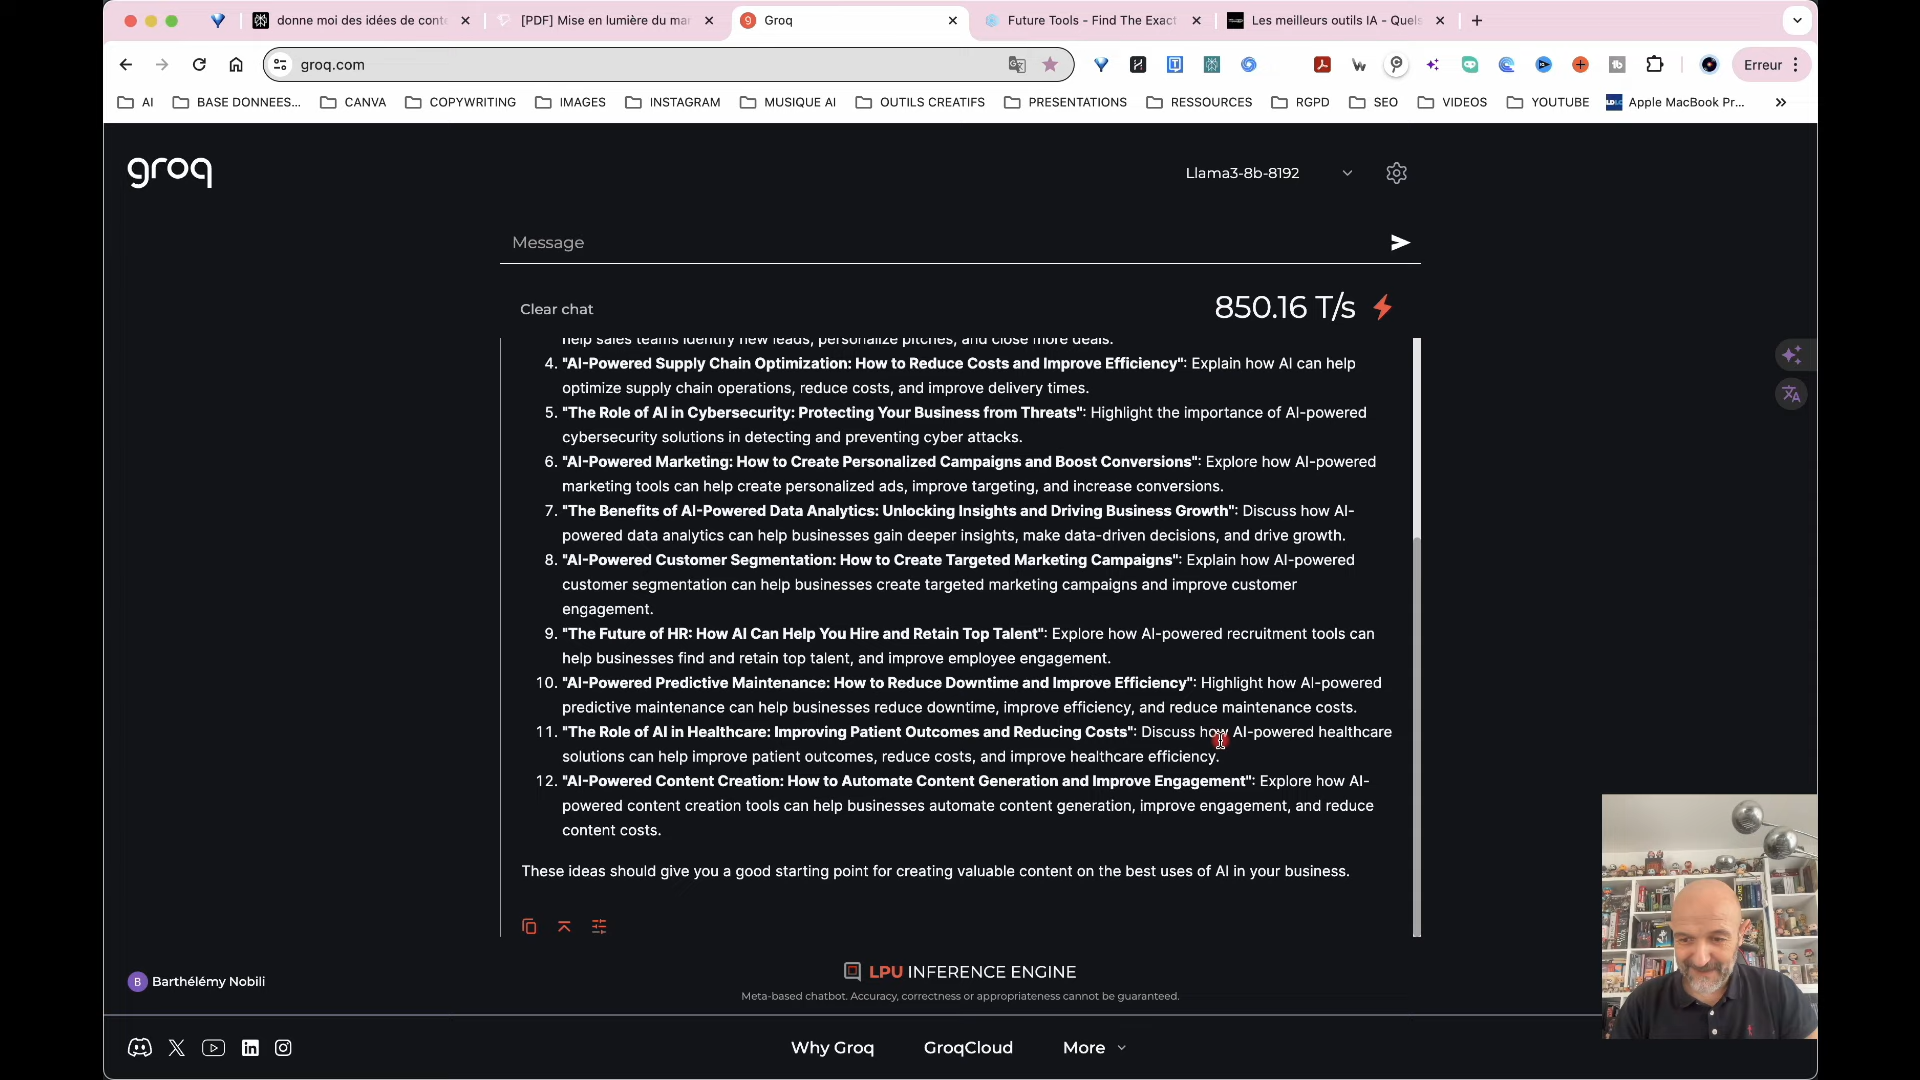 donne moi des idées de cont
[PDF] Mise en lumière du mar
Groq
Future Tools - Find The Exact
Les meilleurs outils IA - Quels
groq.com
Erreur
AI
BASE DONNEES...
CANVA
COPYWRITING
IMAGES
INSTAGRAM
MUSIQUE AI
OUTILS CREATIFS
PRESENTATIONS
RESSOURCES
RGPD
SEO
VIDEOS
YOUTUBE
Apple MacBook Pr...
groq
Llama3-8b-8192
Message
Clear chat
850.16 T/s
help sales teams identify new leads, personalize pitches, and close more deals.
4. "AI-Powered Supply Chain Optimization: How to Reduce Costs and Improve Efficiency": Explain how AI can help
optimize supply chain operations, reduce costs, and improve delivery times.
5. "The Role of AI in Cybersecurity: Protecting Your Business from Threats": Highlight the importance of AI-powered
cybersecurity solutions in detecting and preventing cyber attacks.
6. "AI-Powered Marketing: How to Create Personalized Campaigns and Boost Conversions": Explore how AI-powered
marketing tools can help create personalized ads, improve targeting, and increase conversions.
7. "The Benefits of AI-Powered Data Analytics: Unlocking Insights and Driving Business Growth": Discuss how AI-
powered data analytics can help businesses gain deeper insights, make data-driven decisions, and drive growth.
8. "AI-Powered Customer Segmentation: How to Create Targeted Marketing Campaigns": Explain how AI-powered
customer segmentation can help businesses create targeted marketing campaigns and improve customer
engagement.
9. "The Future of HR: How AI Can Help You Hire and Retain Top Talent": Explore how AI-powered recruitment tools can
help businesses find and retain top talent, and improve employee engagement.
10. "AI-Powered Predictive Maintenance: How to Reduce Downtime and Improve Efficiency": Highlight how AI-powered
predictive maintenance can help businesses reduce downtime, improve efficiency, and reduce maintenance costs.
11. "The Role of AI in Healthcare: Improving Patient Outcomes and Reducing Costs": Discuss how AI-powered healthcare
solutions can help improve patient outcomes, reduce costs, and improve healthcare efficiency.
12. "AI-Powered Content Creation: How to Automate Content Generation and Improve Engagement": Explore how AI-
powered content creation tools can help businesses automate content generation, improve engagement, and reduce
content costs.
These ideas should give you a good starting point for creating valuable content on the best uses of AI in your business.
LPU INFERENCE ENGINE
B Barthélémy Nobili
Meta-based chatbot. Accuracy, correctness or appropriateness cannot be guaranteed.
Why Groq
GroqCloud
More